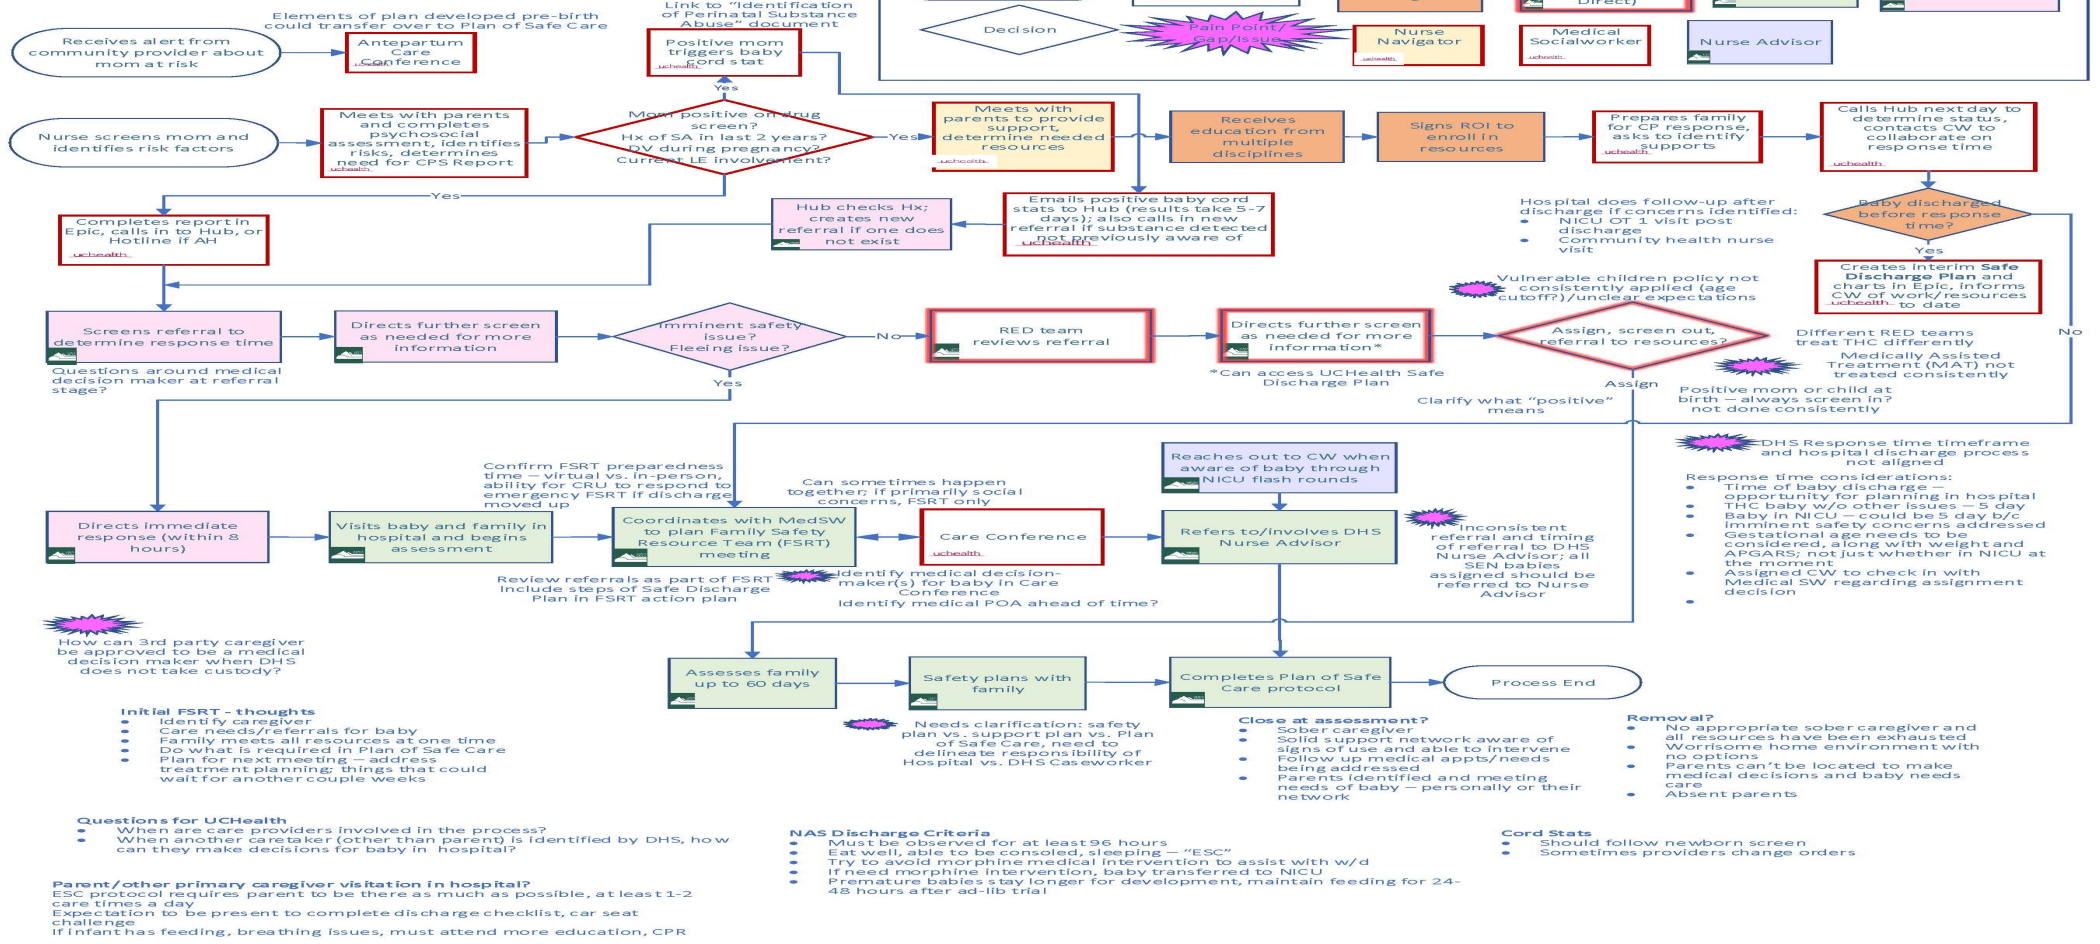 Elements of plan developed pre-birth
could transfer over to Plan of Safe Care
Link to “Identification
of Perinatal Substance
Abuse” document
Direct)
Receives alert from
community provider about
mom at risk
Antepartum
Care
Conference
uchealth
Positive mom
triggers baby
cord stat
uchealth
Decision
Pain Point/
Gap/Issue
Nurse
Navigator
uchealth
Medical
Socialworker
uchealth
Nurse Advisor
Yes
Nurse screens mom and
identifies risk factors
Meets with parents
and completes
psychosocial
assessment, identifies
risks, determines
need for CPS Report
uchealth
Mom positive on drug
screen?
Hx of SA in last 2 years?
DV during pregnancy?
Current LE involvement?
Yes
Meets with
parents to provide
support,
determine needed
resources
uchealth
Receives
education from
multiple
disciplines
Signs ROI to
enroll in
resources
Prepares family
for CP response,
asks to identify
supports
uchealth
Calls Hub next day to
determine status,
contacts CW to
collaborate on
response time
uchealth
Yes
Completes report in
Epic, calls in to Hub, or
Hotline if AH
uchealth
Hub checks Hx;
creates new
referral if one does
not exist
Emails positive baby cord
stats to Hub (results take 5-7
days); also calls in new
referral if substance detected
not previously aware of
uchealth
Hospital does follow-up after
discharge if concerns identified:
• NICU OT 1 visit post
discharge
• Community health nurse
visit
Baby discharged
before response
time?
Yes
No
Creates interim Safe
Discharge Plan and
charts in Epic, informs
CW of work/resources
to date
uchealth
Vulnerable children policy not
consistently applied (age
cutoff?)/unclear expectations
Screens referral to
determine response time
Directs further screen
as needed for more
information
Imminent safety
issue?
Fleeing issue?
No
RED team
reviews referral
Directs further screen
as needed for more
information*
Assign, screen out,
referral to resources?
Different RED teams
treat THC differently
Medically Assisted
Treatment (MAT) not
treated consistently
Questions around medical
decision maker at referral
stage?
Yes
*Can access UCHealth Safe
Discharge Plan
Assign
Clarify what “positive”
means
Positive mom or child at
birth – always screen in?
not done consistently
DHS Response time timeframe
and hospital discharge process
not aligned
Response time considerations:
• Time of baby discharge –
opportunity for planning in hospital
• THC baby w/o other issues – 5 day
• Baby in NICU – could be 5 day b/c
imminent safety concerns addressed
• Gestational age needs to be
considered, along with weight and
APGARS; not just whether in NICU at
the moment
• Assigned CW to check in with
Medical SW regarding assignment
decision
•
Confirm FSRT preparedness
time – virtual vs. in-person,
ability for CRU to respond to
emergency FSRT if discharge
moved up
Can sometimes happen
together; if primarily social
concerns, FSRT only
Reaches out to CW when
aware of baby through
NICU flash rounds
Directs immediate
response (within 8
hours)
Visits baby and family in
hospital and begins
assessment
Coordinates with MedSW
to plan Family Safety
Resource Team (FSRT)
meeting
Care Conference
uchealth
Refers to/involves DHS
Nurse Advisor
Inconsistent
referral and timing
of referral to DHS
Nurse Advisor; all
SEN babies
assigned should be
referred to Nurse
Advisor
Review referrals as part of FSRT
Include steps of Safe Discharge
Plan in FSRT action plan
Identify medical decision-
maker(s) for baby in Care
Conference
Identify medical POA ahead of time?
How can 3rd party caregiver
be approved to be a medical
decision maker when DHS
does not take custody?
Assesses family
up to 60 days
Safety plans with
family
Completes Plan of Safe
Care protocol
Process End
Initial FSRT - thoughts
• Identify caregiver
• Care needs/referrals for baby
• Family meets all resources at one time
• Do what is required in Plan of Safe Care
• Plan for next meeting – address
treatment planning; things that could
wait for another couple weeks
Needs clarification: safety
plan vs. support plan vs. Plan
of Safe Care, need to
delineate responsibility of
Hospital vs. DHS Caseworker
Close at assessment?
• Sober caregiver
• Solid support network aware of
signs of use and able to intervene
• Follow up medical appts/needs
being addressed
• Parents identified and meeting
needs of baby – personally or their
network
Removal?
• No appropriate sober caregiver and
all resources have been exhausted
• Worrisome home environment with
no options
• Parents can’t be located to make
medical decisions and baby needs
care
• Absent parents
Questions for UCHealth
• When are care providers involved in the process?
• When another caretaker (other than parent) is identified by DHS, how
can they make decisions for baby in hospital?
NAS Discharge Criteria
• Must be observed for at least 96 hours
• Eat well, able to be consoled, sleeping – “ESC”
• Try to avoid morphine medical intervention to assist with w/d
• If need morphine intervention, baby transferred to NICU
• Premature babies stay longer for development, maintain feeding for 24-
48 hours after ad-lib trial
Cord Stats
• Should follow newborn screen
• Sometimes providers change orders
Parent/other primary caregiver visitation in hospital?
ESC protocol requires parent to be there as much as possible, at least 1-2
care times a day
Expectation to be present to complete discharge checklist, car seat
challenge
If infant has feeding, breathing issues, must attend more education, CPR